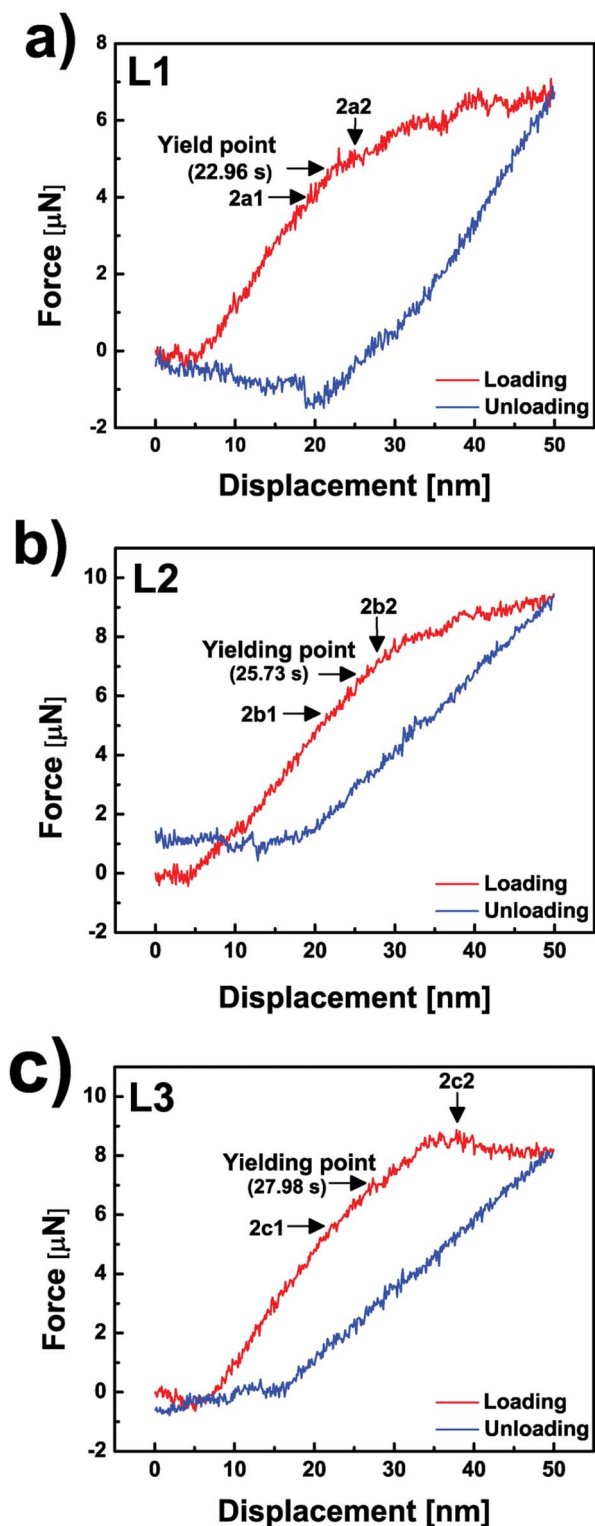 a)
L1
8
6
4
2
0
-2
Force [μN]
2a2
Yield point
(22.96 s)
2a1
Loading
Unloading
0 10 20 30 40 50
Displacement [nm]
b)
L2
10
8
6
4
2
0
-2
Force [μN]
2b2
Yielding point
(25.73 s)
2b1
Loading
Unloading
0 10 20 30 40 50
Displacement [nm]
c)
L3
10
8
6
4
2
0
-2
Force [μN]
2c2
Yielding point
(27.98 s)
2c1
Loading
Unloading
0 10 20 30 40 50
Displacement [nm]